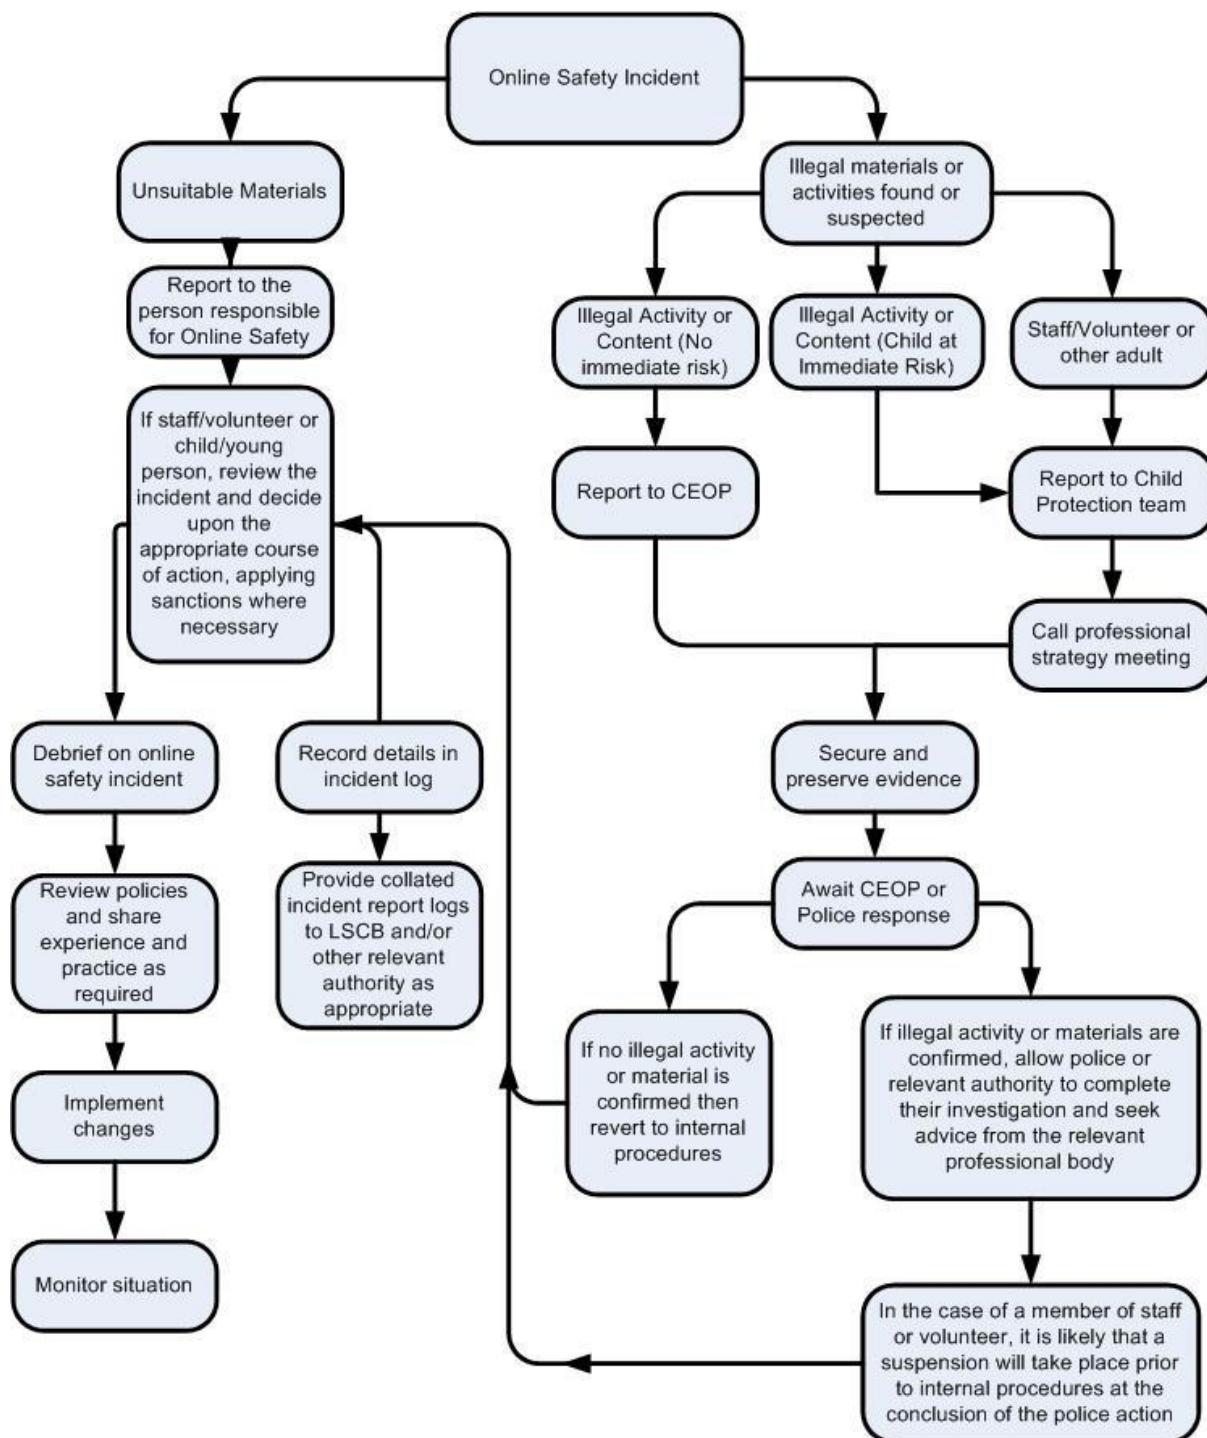 Online Safety Incident
Unsuitable Materials
Report to the
person responsible
for Online Safety
If staff/volunteer or
child/young
person, review the
incident and decide
upon the
appropriate course
of action, applying
sanctions where
necessary
Debrief on online
safety incident
Review policies
and share
experience and
practice as
required
Implement
changes
Monitor situation
Record details in
incident log
Provide collated
incident report logs
to LSCB and/or
other relevant
authority as
appropriate
Illegal materials or
activities found or
suspected
Illegal Activity or
Content (No
immediate risk)
Illegal Activity or
Content (Child at
Immediate Risk)
Staff/Volunteer or
other adult
Report to CEOP
Report to Child
Protection team
Call professional
strategy meeting
Secure and
preserve evidence
Await CEOP or
Police response
If no illegal activity
or material is
confirmed then
revert to internal
procedures
If illegal activity or materials are
confirmed, allow police or
relevant authority to complete
their investigation and seek
advice from the relevant
professional body
In the case of a member of staff
or volunteer, it is likely that a
suspension will take place prior
to internal procedures at the
conclusion of the police action